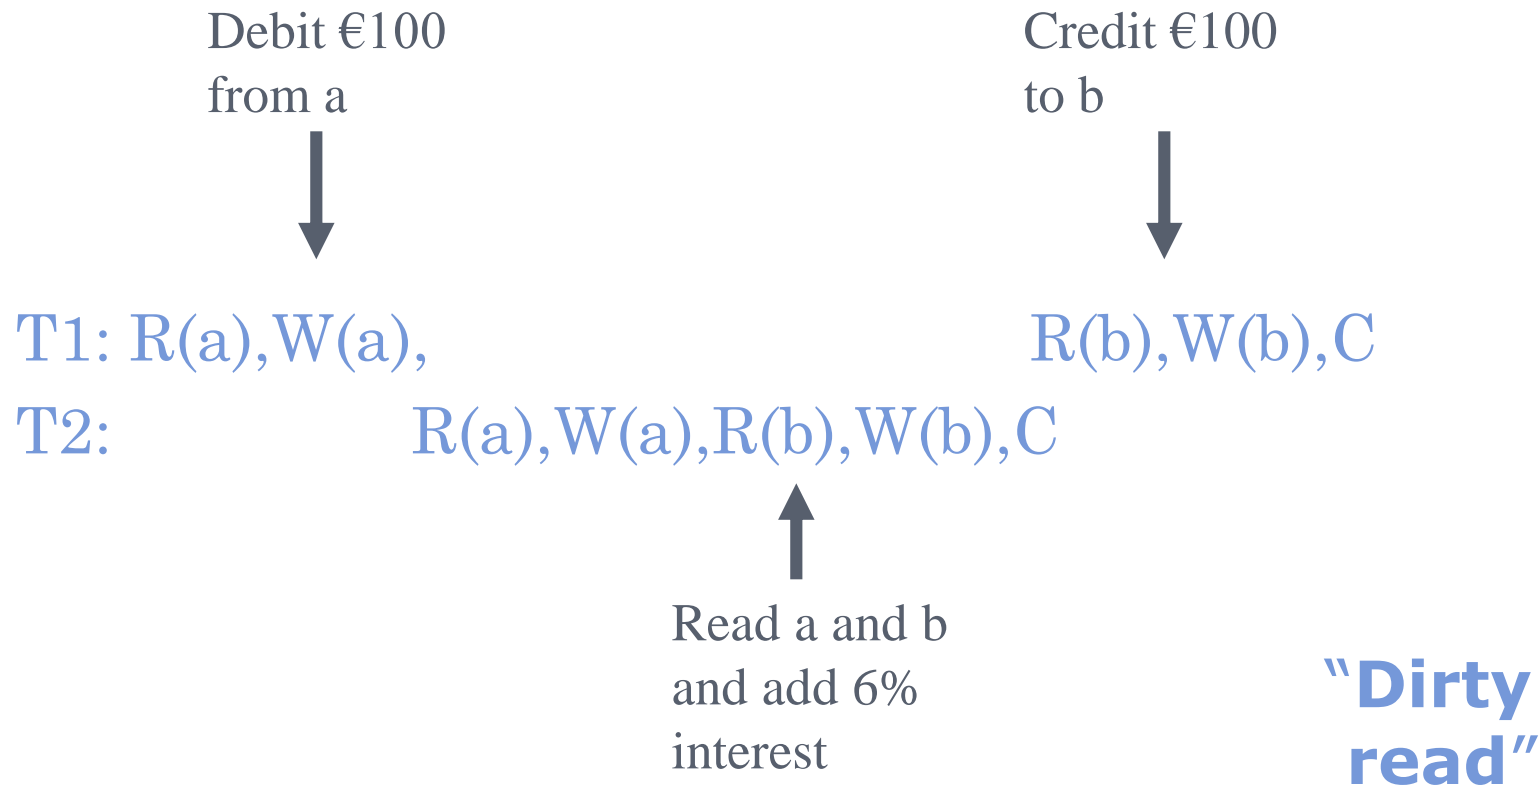 Debit €100
from a
Credit €100
to b
T1: R(a),W(a), R(b),W(b),C
T2: R(a),W(a),R(b),W(b),C
Read a and b
and add 6%
interest
“Dirty
read”